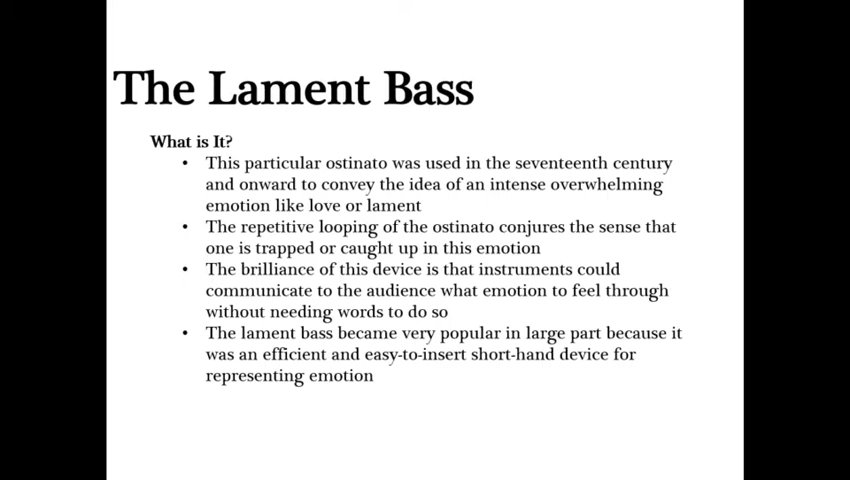 The Lament Bass
What is It?
• This particular ostinato was used in the seventeenth century
and onward to convey the idea of an intense overwhelming
emotion like love or lament
• The repetitive looping of the ostinato conjures the sense that
one is trapped or caught up in this emotion
• The brilliance of this device is that instruments could
communicate to the audience what emotion to feel through
without needing words to do so
• The lament bass became very popular in large part because it
was an efficient and easy-to-insert short-hand device for
representing emotion